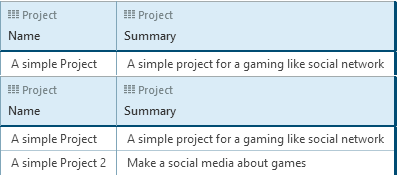 Project Project
Name Summary
A simple Project A simple project for a gaming like social network
Project Project
Name Summary
A simple Project A simple project for a gaming like social network
A simple Project 2 Make a social media about games